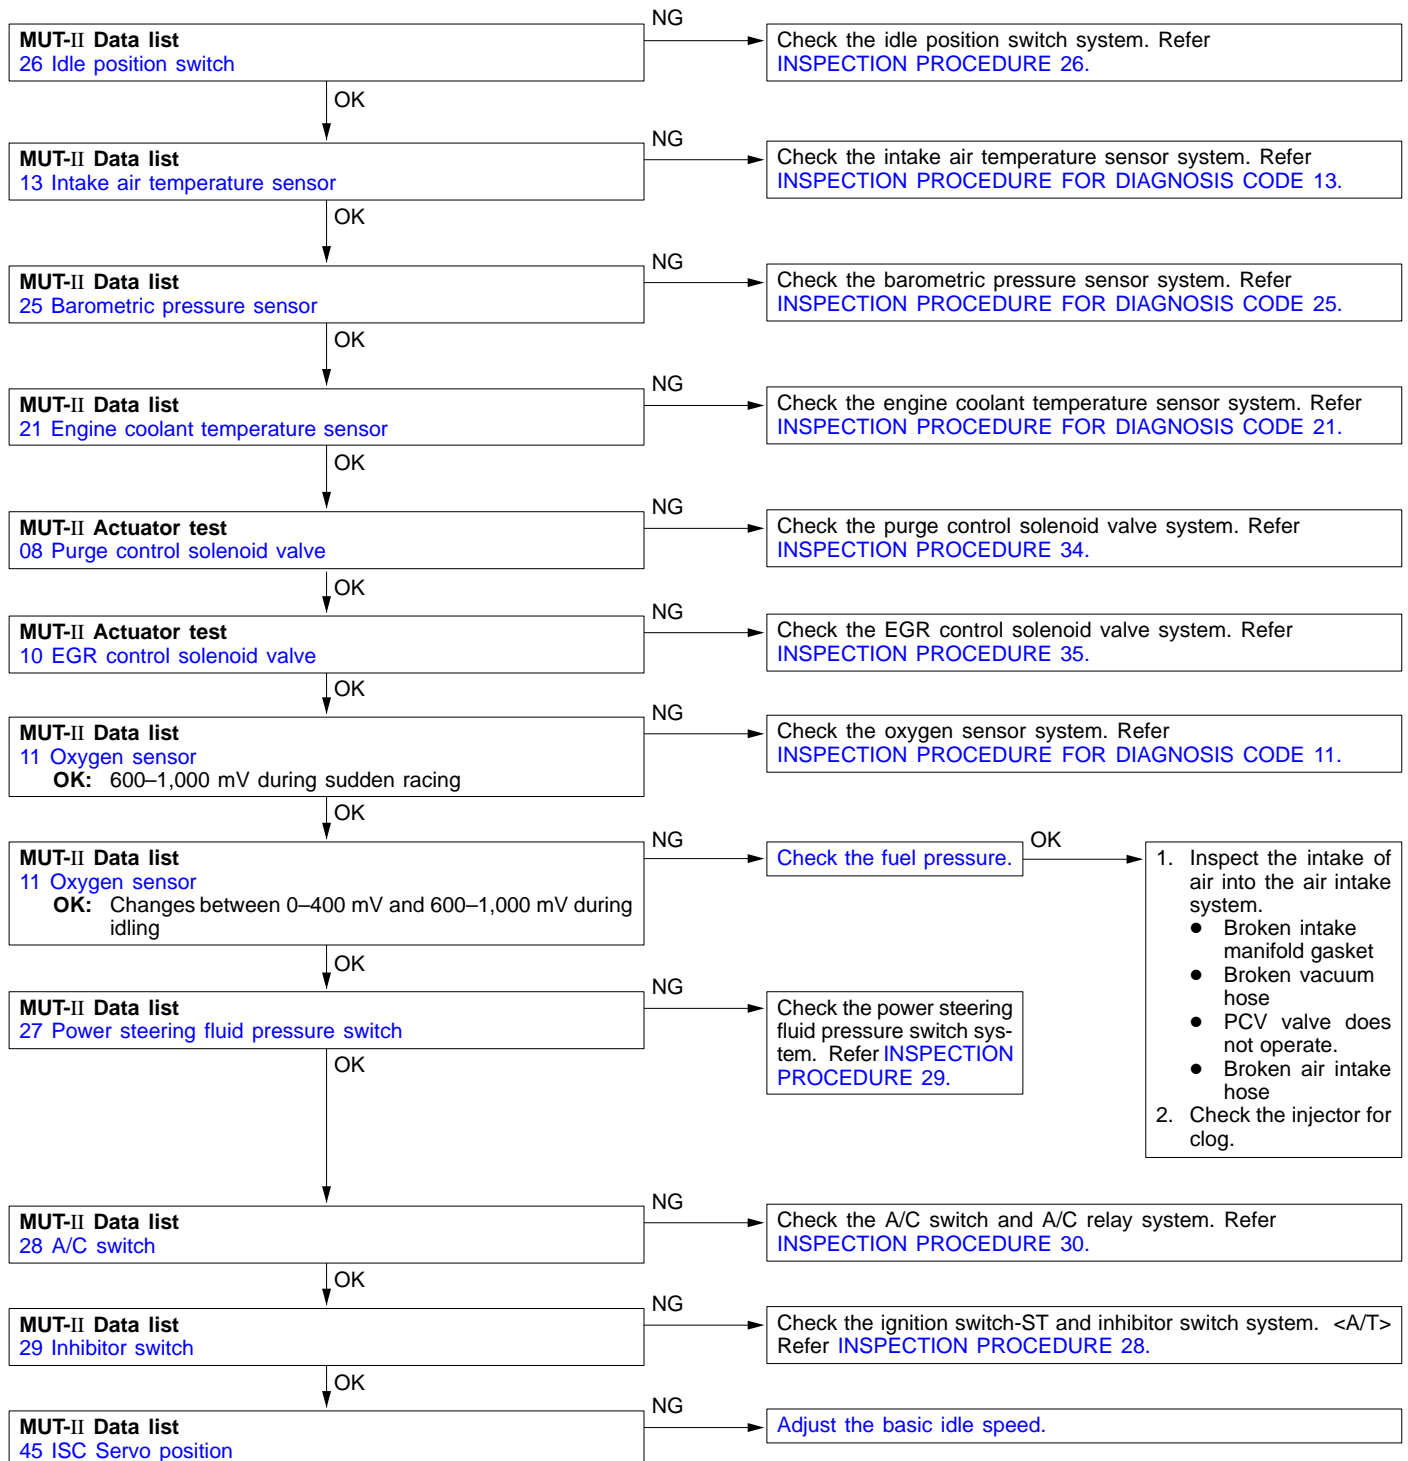 NG
MUT-II Data list
26 Idle position switch
Check the idle position switch system. Refer
INSPECTION PROCEDURE 26.
OK
NG
MUT-II Data list
13 Intake air temperature sensor
Check the intake air temperature sensor system. Refer
INSPECTION PROCEDURE FOR DIAGNOSIS CODE 13.
OK
NG
MUT-II Data list
25 Barometric pressure sensor
Check the barometric pressure sensor system. Refer
INSPECTION PROCEDURE FOR DIAGNOSIS CODE 25.
OK
NG
MUT-II Data list
21 Engine coolant temperature sensor
Check the engine coolant temperature sensor system. Refer
INSPECTION PROCEDURE FOR DIAGNOSIS CODE 21.
OK
NG
MUT-II Actuator test
08 Purge control solenoid valve
Check the purge control solenoid valve system. Refer
INSPECTION PROCEDURE 34.
OK
NG
MUT-II Actuator test
10 EGR control solenoid valve
Check the EGR control solenoid valve system. Refer
INSPECTION PROCEDURE 35.
OK
NG
MUT-II Data list
11 Oxygen sensor
OK: 600–1,000 mV during sudden racing
Check the oxygen sensor system. Refer
INSPECTION PROCEDURE FOR DIAGNOSIS CODE 11.
OK
NG
MUT-II Data list
11 Oxygen sensor
OK: Changes between 0–400 mV and 600–1,000 mV during
idling
Check the fuel pressure.
OK
1. Inspect the intake of
air into the air intake
system.
● Broken intake
manifold gasket
● Broken vacuum
hose
● PCV valve does
not operate.
● Broken air intake
hose
2. Check the injector for
clog.
OK
NG
MUT-II Data list
27 Power steering fluid pressure switch
Check the power steering
fluid pressure switch sys-
tem. Refer INSPECTION
PROCEDURE 29.
OK
NG
MUT-II Data list
28 A/C switch
Check the A/C switch and A/C relay system. Refer
INSPECTION PROCEDURE 30.
OK
NG
MUT-II Data list
29 Inhibitor switch
Check the ignition switch-ST and inhibitor switch system. <A/T>
Refer INSPECTION PROCEDURE 28.
OK
NG
MUT-II Data list
45 ISC Servo position
Adjust the basic idle speed.